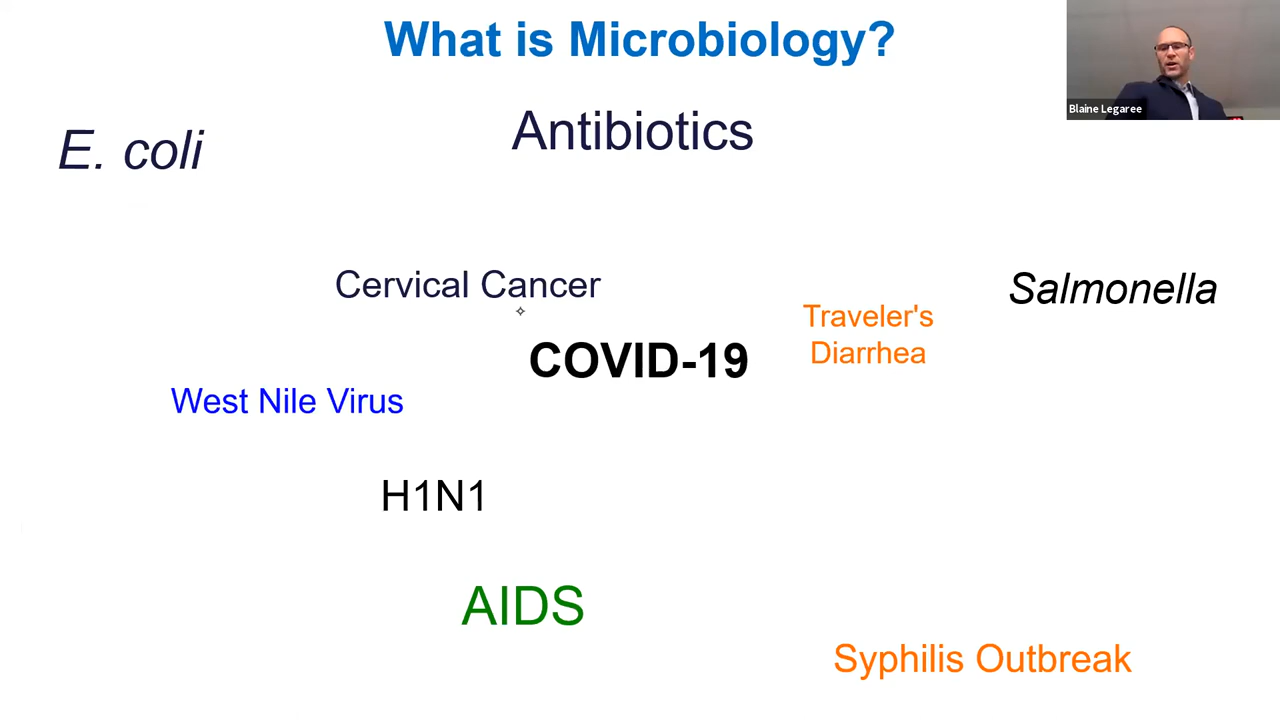 What is Microbiology?
Blaine Legaree
Antibiotics
E. coli
Cervical Cancer
Salmonella
Traveler's
Diarrhea
COVID-19
West Nile Virus
H1N1
AIDS
Syphilis Outbreak